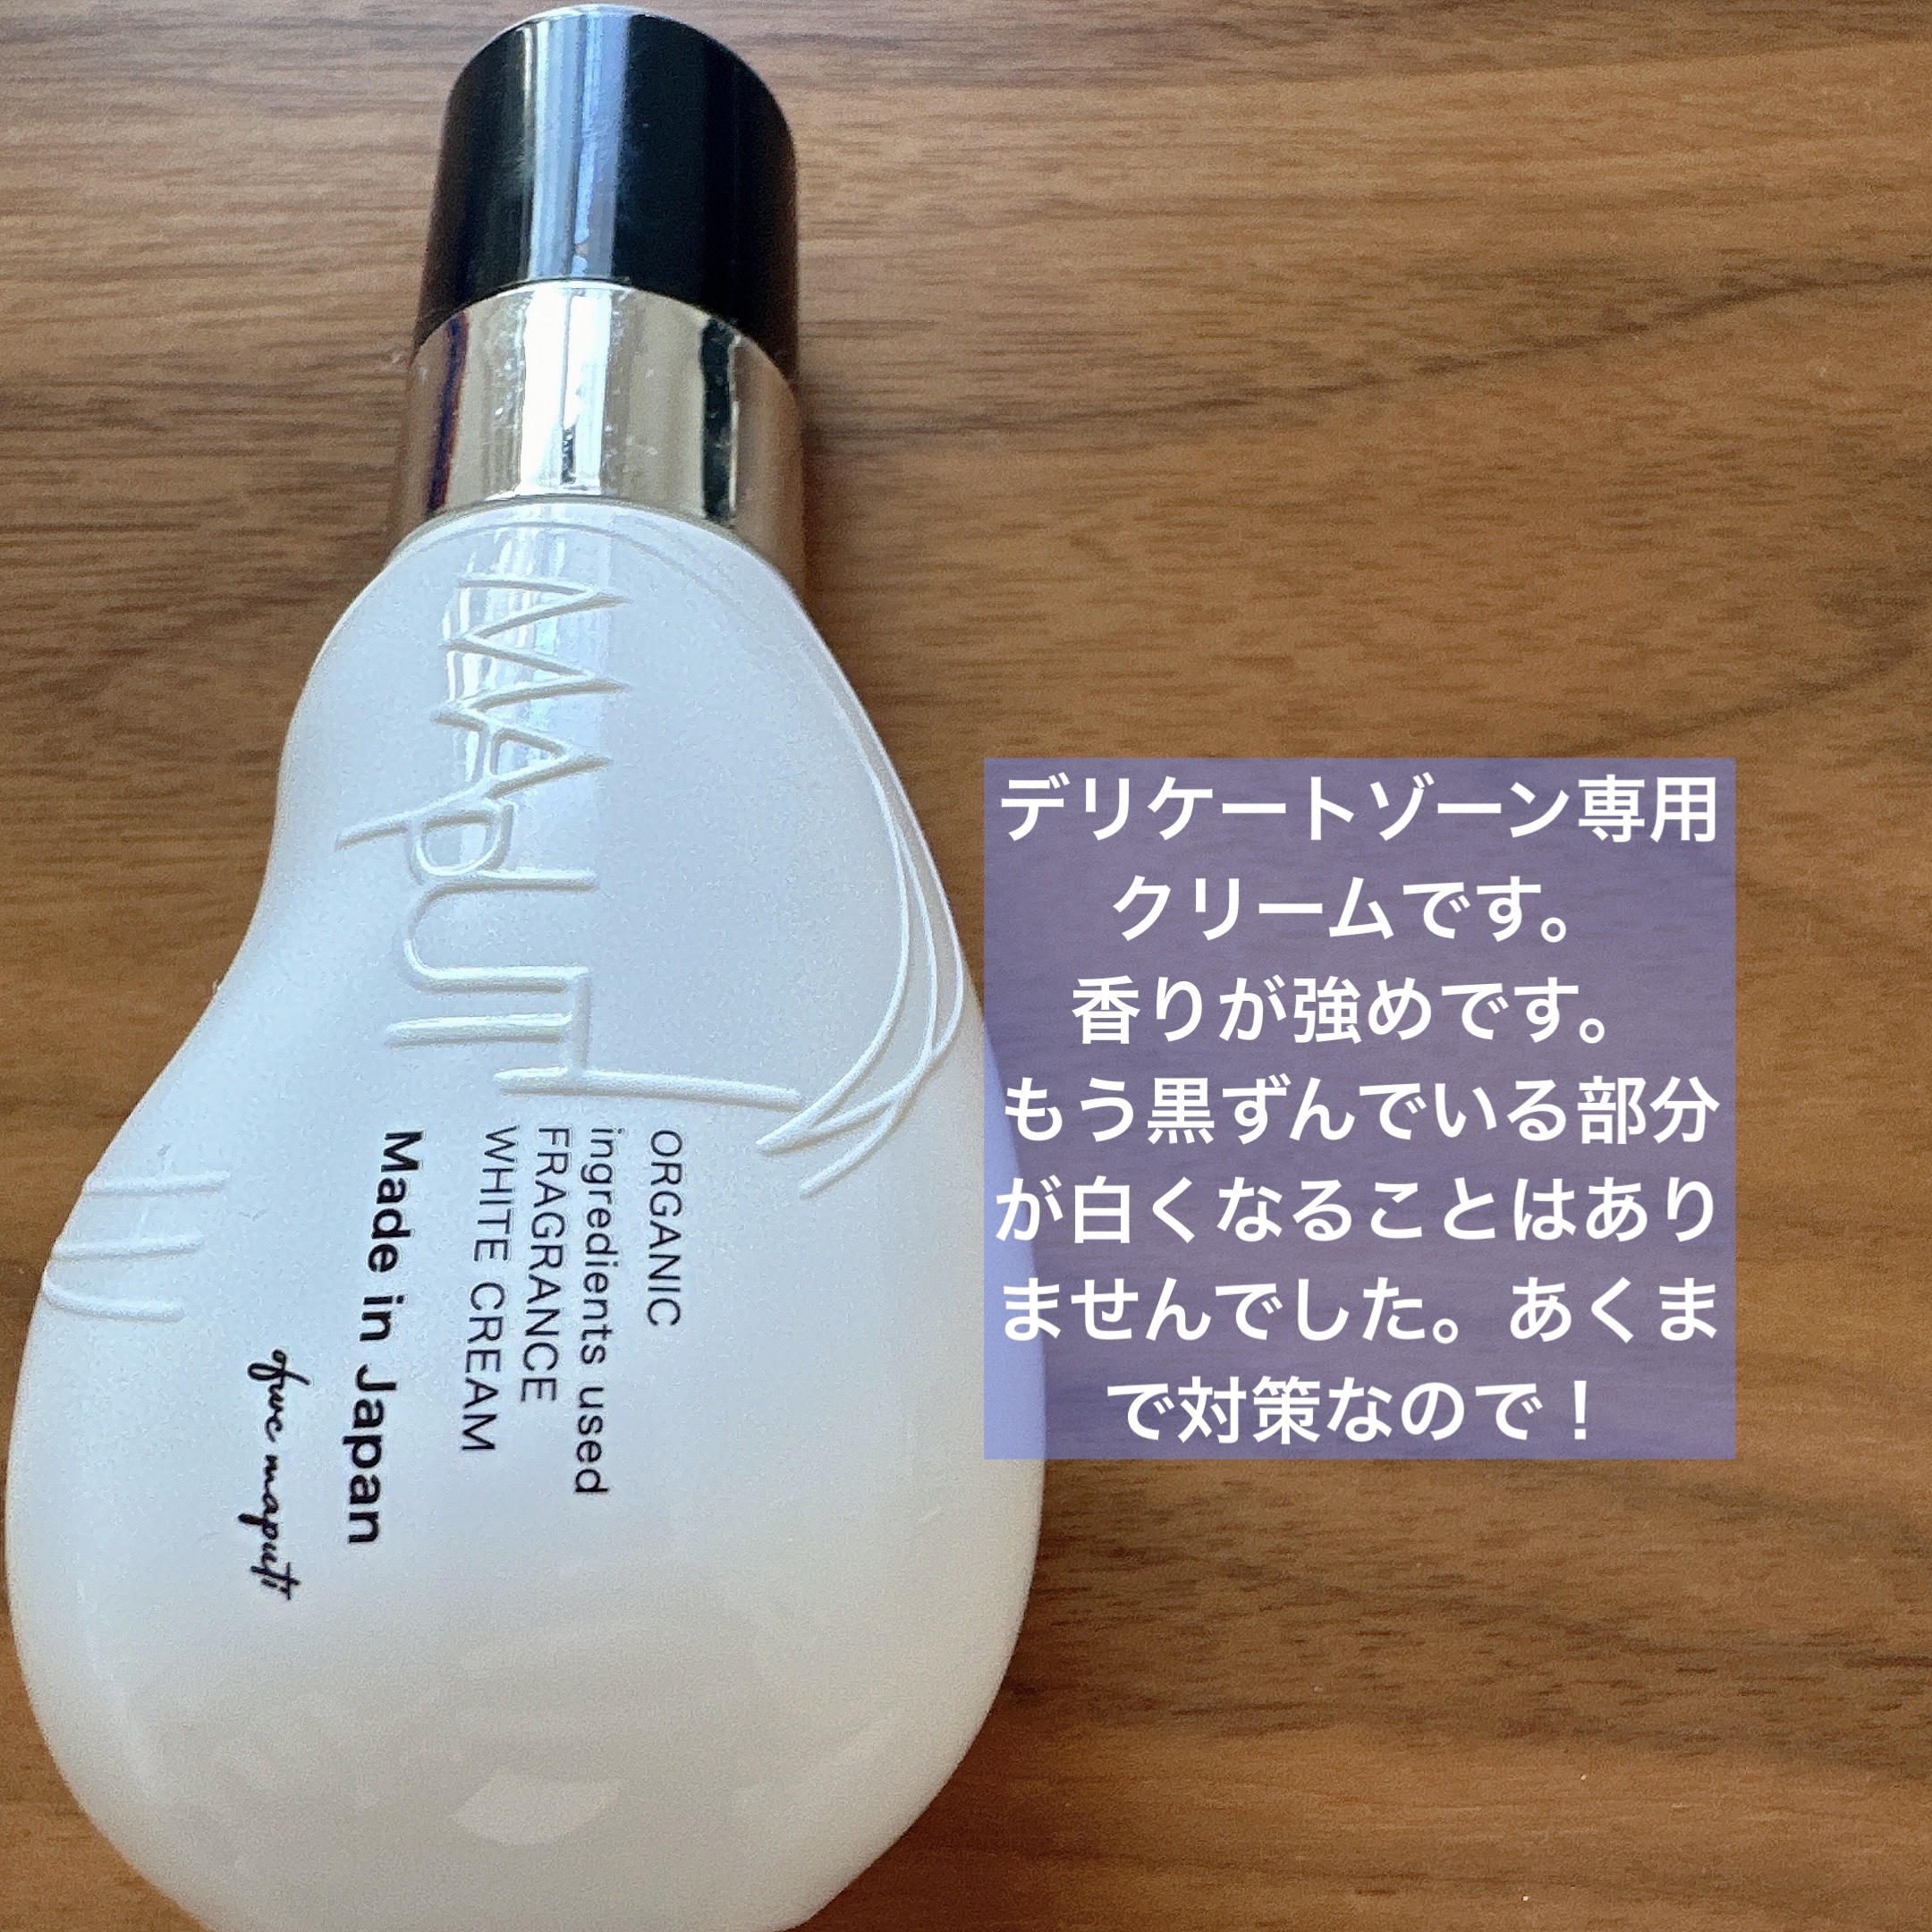 MAPUTI
ORGANIC
ingredients used
FRAGRANCE
WHITE CREAM
Made in Japan
fwc maputi
デリケートゾーン専用
クリームです。
香りが強めです。
もう黒ずんでいる部分
が白くなることはあり
ませんでした。あくま
で対策なので！